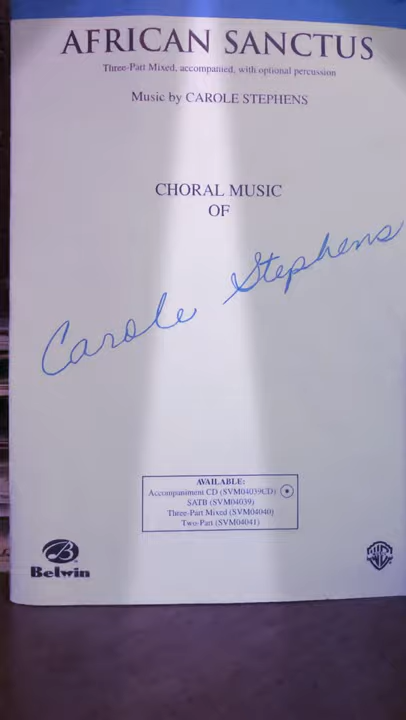 AFRICAN SANCTUS
Three-Part Mixed, accompanied, with optional percussion
Music by CAROLE STEPHENS
CHORAL MUSIC
OF
Carole Stephens
AVAILABLE:
Accompaniment CD (SVM04039CD)
SATB (SVM04039)
Three-Part Mixed (SVM04040)
Two-Part (SVM04041)
B
Belwin
WB